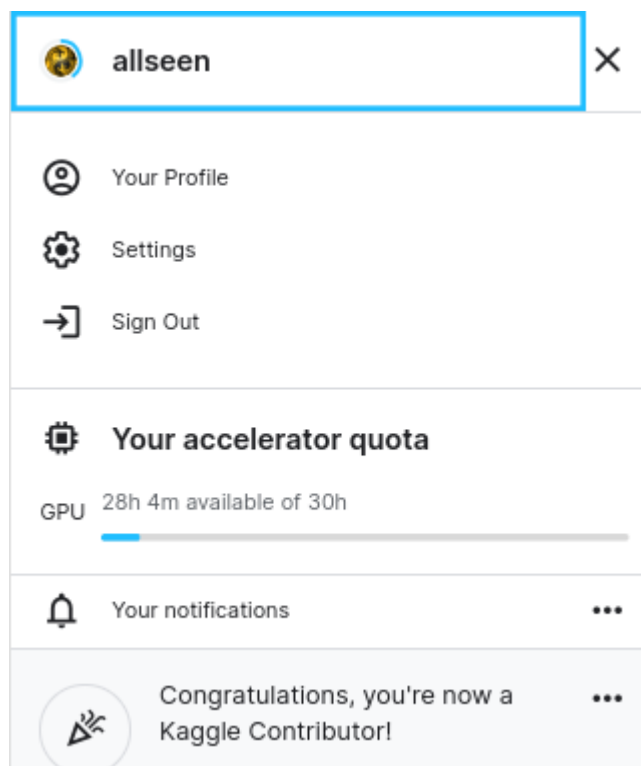 allseen
Your Profile
Settings
Sign Out
Your accelerator quota
GPU 28h 4m available of 30h
Your notifications
Congratulations, you're now a
Kaggle Contributor!